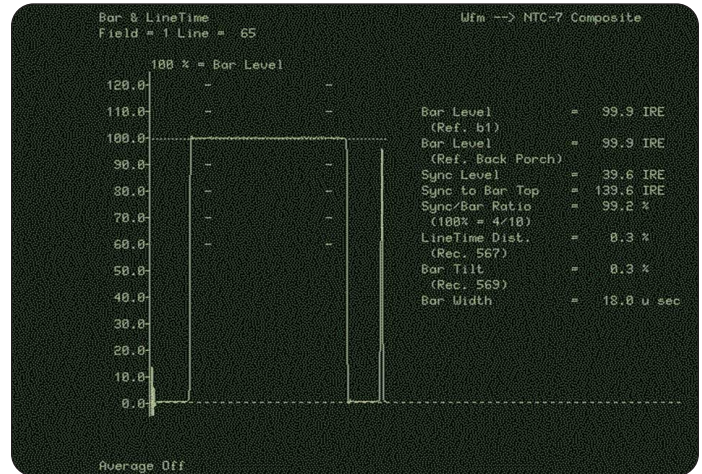 Bar & LineTime
Wfm --> NTC-7 Composite
Field = 1 Line =  65
100 % = Bar Level
120.0
110.0
100.0
90.0
80.0
70.0
60.0
50.0
40.0
30.0
20.0
10.0
0.0
Bar Level = 99.9 IRE
(Ref. b1)
Bar Level = 99.9 IRE
(Ref. Back Porch)
Sync Level = 39.6 IRE
Sync to Bar Top = 139.6 IRE
Sync/Bar Ratio = 99.2 %
(100% = 4/10)
LineTime Dist. = 0.3 %
(Rec. 567)
Bar Tilt = 0.3 %
(Rec. 569)
Bar Width = 18.0 u sec
Average Off